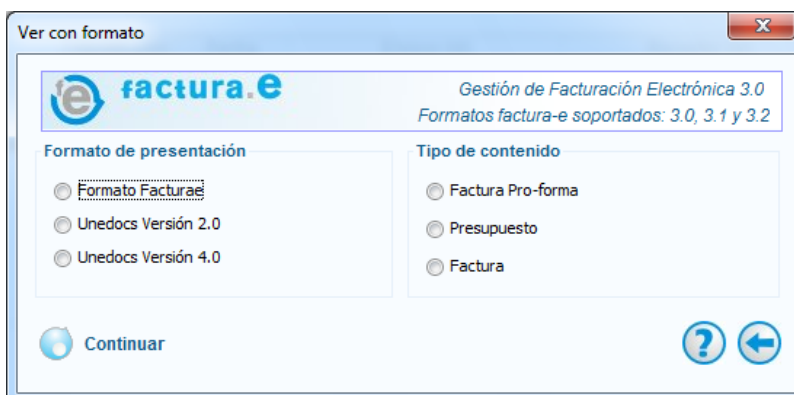 Ver con formato
factura.e
Gestión de Facturación Electrónica 3.0
Formatos factura-e soportados: 3.0, 3.1 y 3.2
Formato de presentación
Formato Facturae
Unedocs Versión 2.0
Unedocs Versión 4.0
Tipo de contenido
Factura Pro-forma
Presupuesto
Factura
Continuar
?